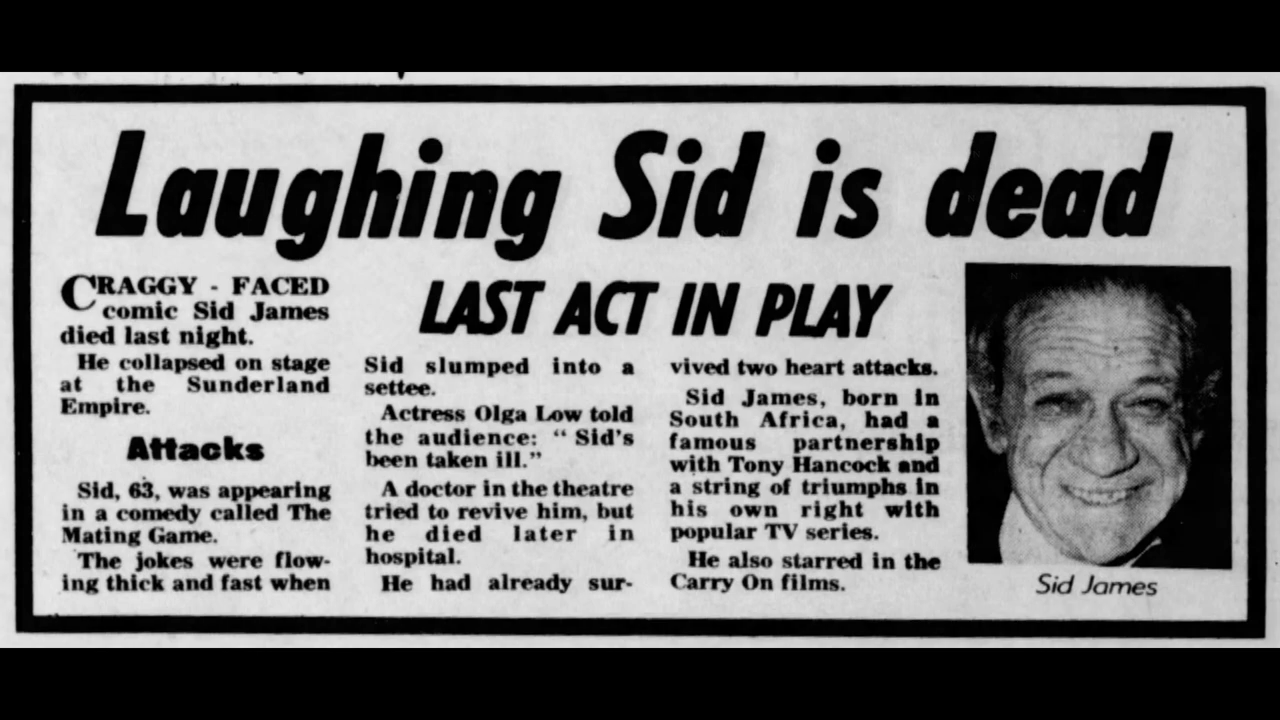 Laughing Sid is dead
CRAGGY - FACED
comic Sid James
died last night.
He collapsed on stage
at the Sunderland
Empire.
Attacks
Sid, 63, was appearing
in a comedy called The
Mating Game.
The jokes were flow-
ing thick and fast when
LAST ACT IN PLAY
Sid slumped into a
settee.
Actress Olga Low told
the audience: "Sid's
been taken ill."
A doctor in the theatre
tried to revive him, but
he died later in
hospital.
He had already sur-
vived two heart attacks.
Sid James, born in
South Africa, had a
famous partnership
with Tony Hancock and
a string of triumphs in
his own right with
popular TV series.
He also starred in the
Carry On films.
Sid James